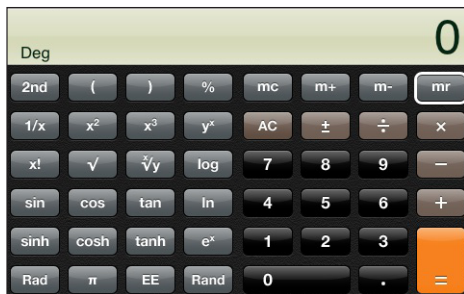 0
Deg
2nd ( ) % mc m+ m- mr
1/x x² x³ yˣ AC ± ÷ ×
x! √ ˣ√y log 7 8 9 −
sin cos tan ln 4 5 6 +
sinh cosh tanh eˣ 1 2 3
Rad π EE Rand 0 . =